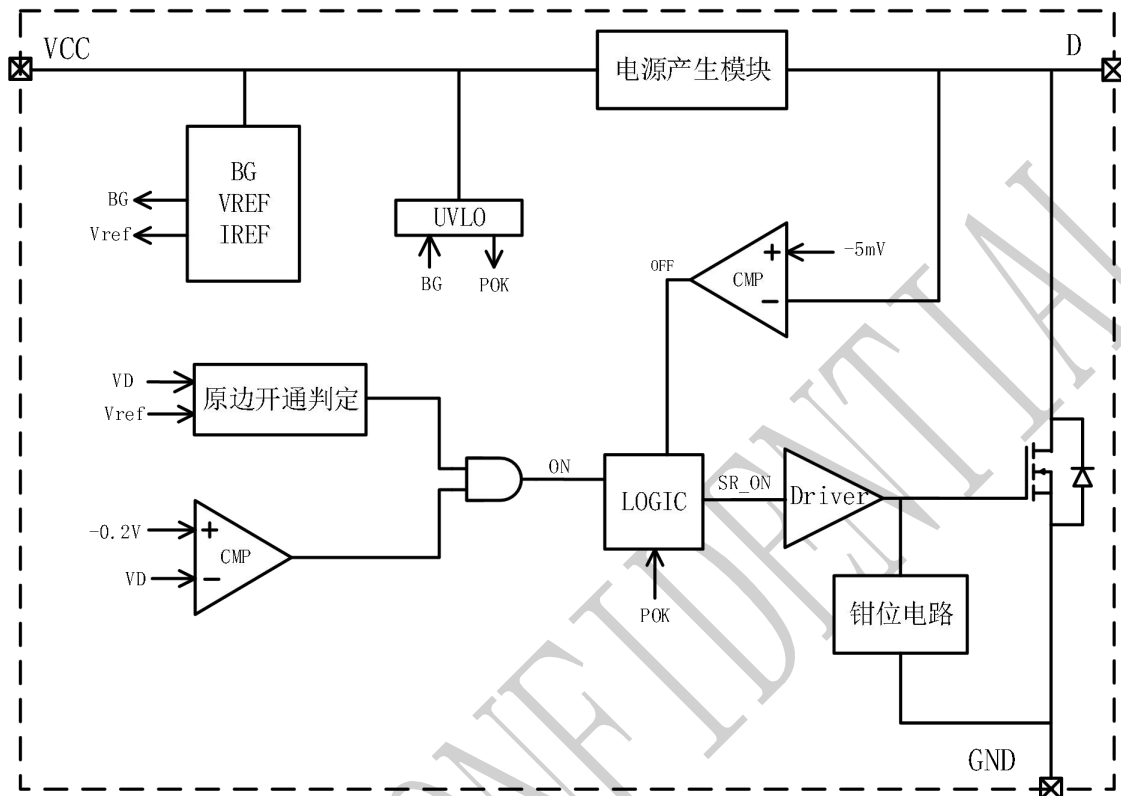 VCC
D
电源产生模块
BG
VREF
IREF
BG
Vref
UVLO
BG
POK
+
-5mV
CMP
−
OFF
VD
Vref
原边开通判定
ON
LOGIC
SR_ON
Driver
-0.2V
+
CMP
VD
−
POK
钳位电路
GND
CONFIDENTIAL